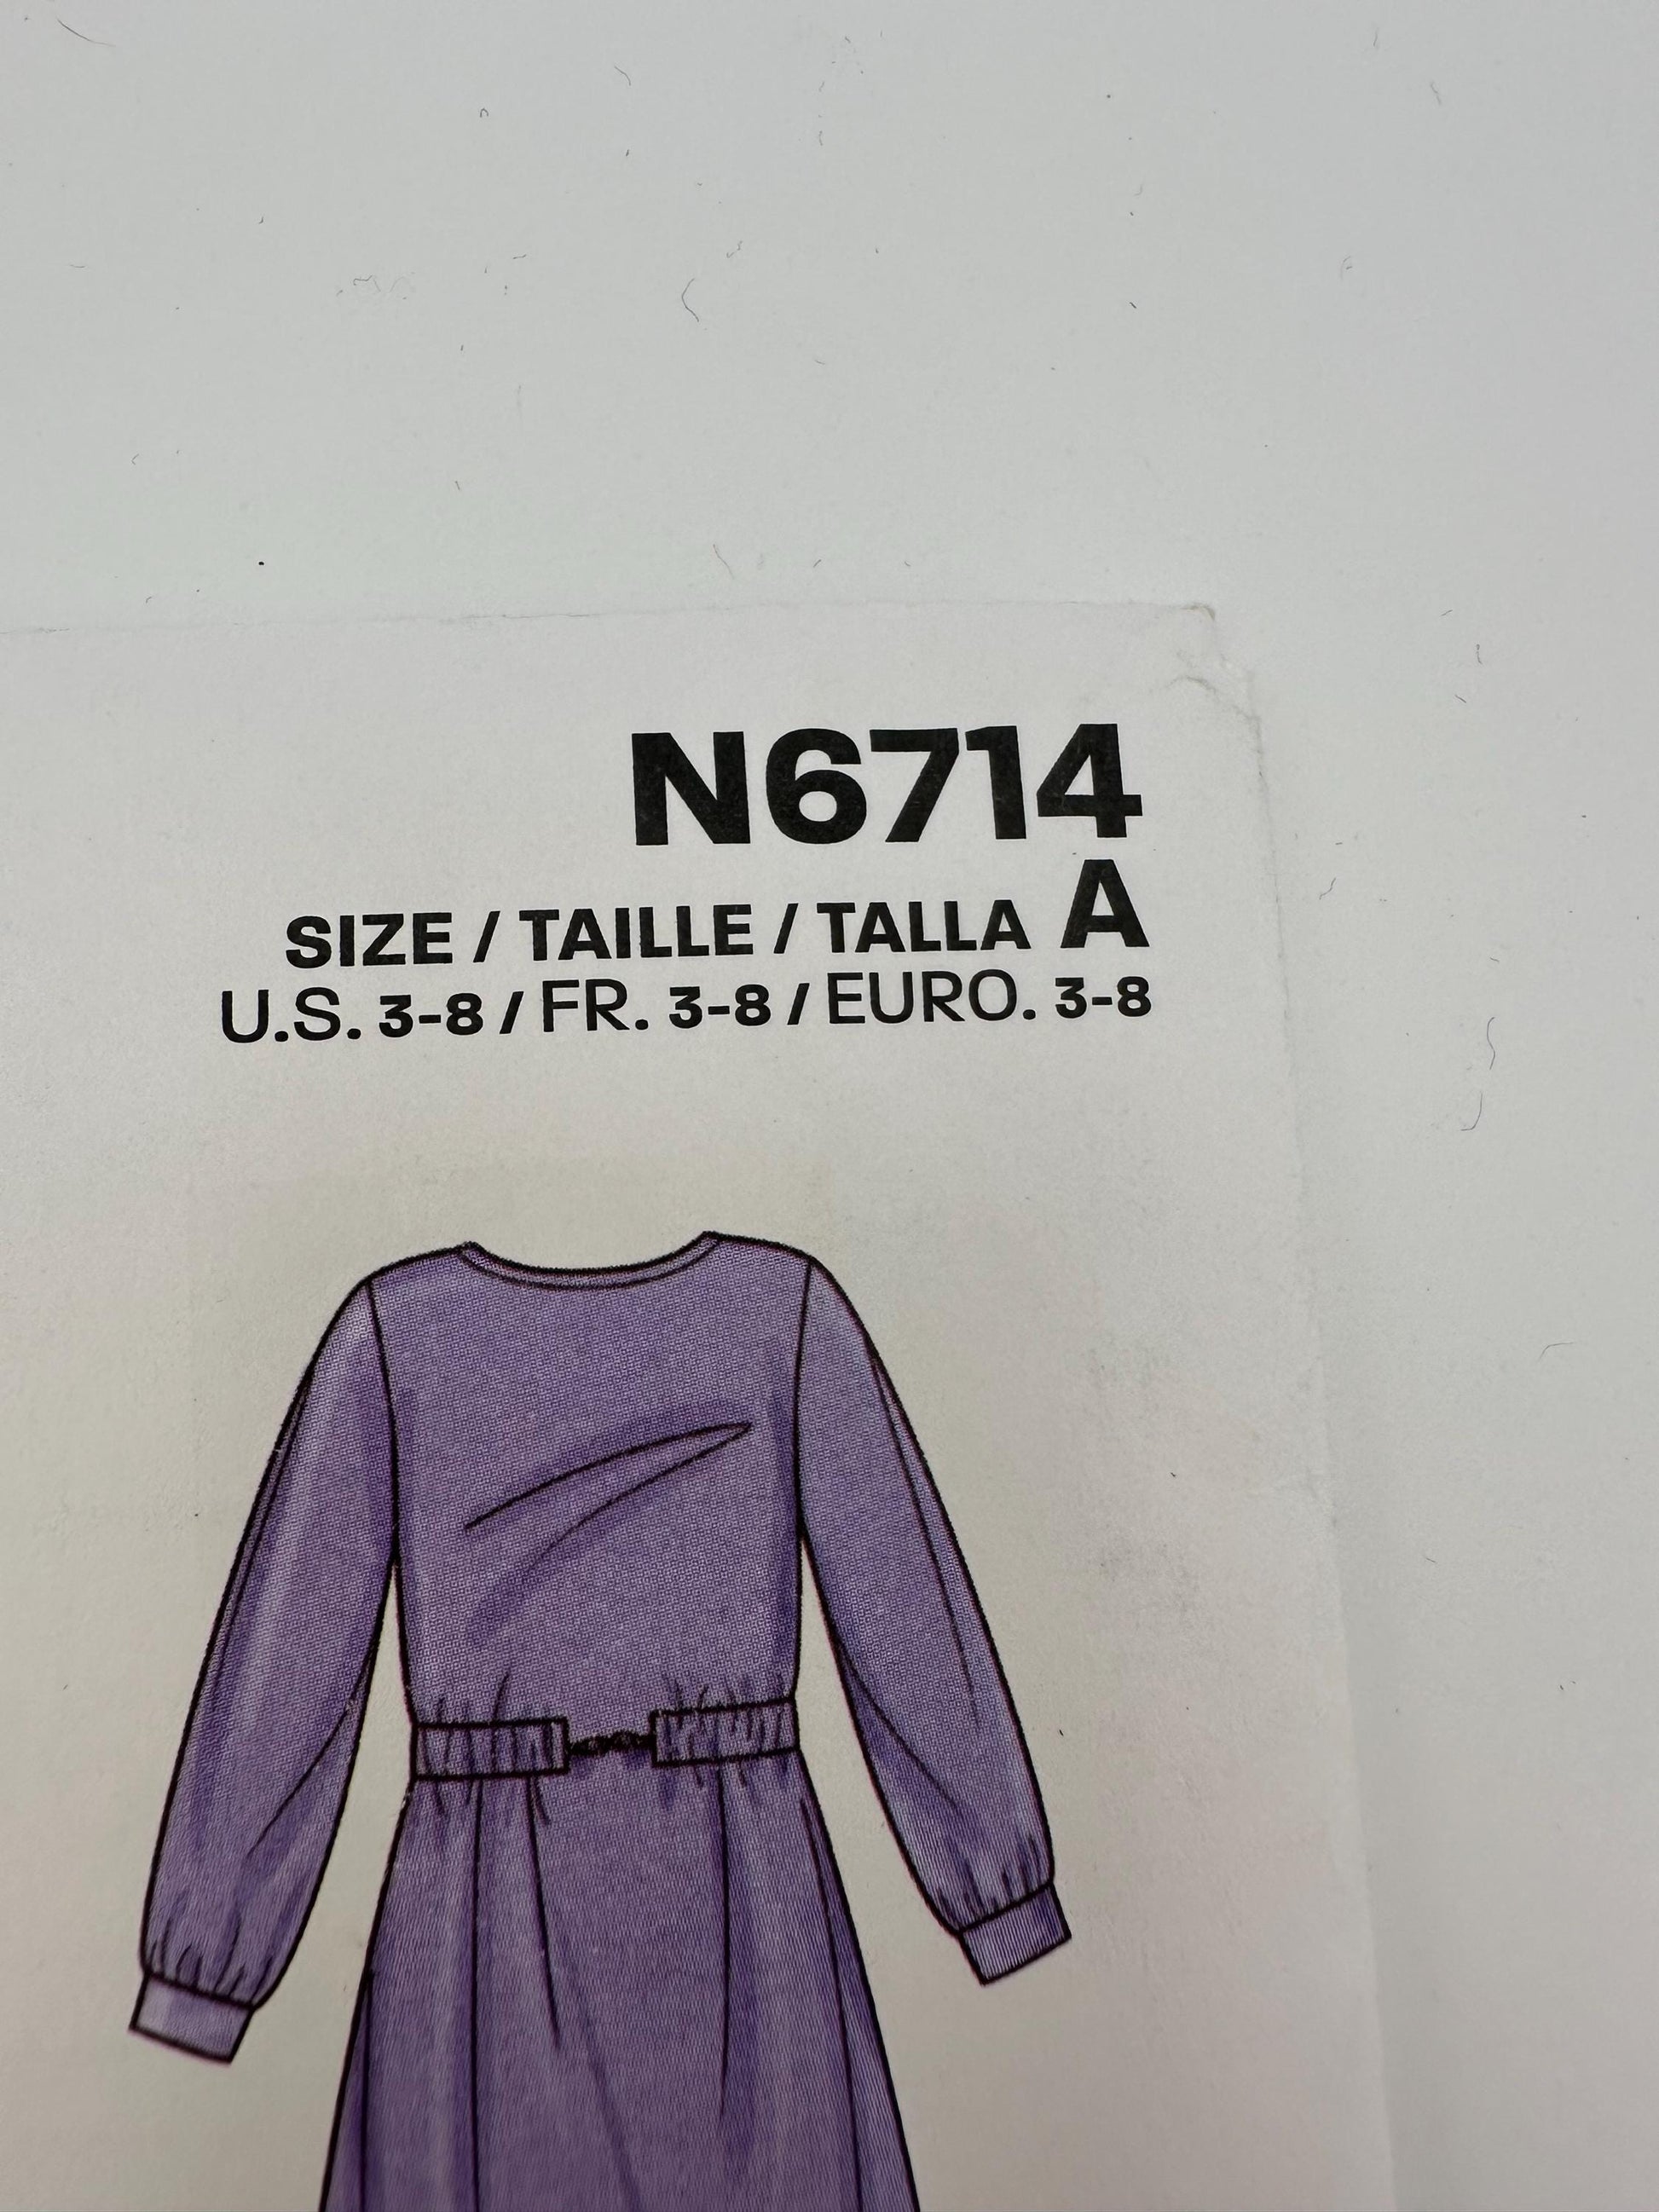 N6714
SIZE / TAILLE / TALLA A
U.S. 3-8 / FR. 3-8 / EURO. 3-8